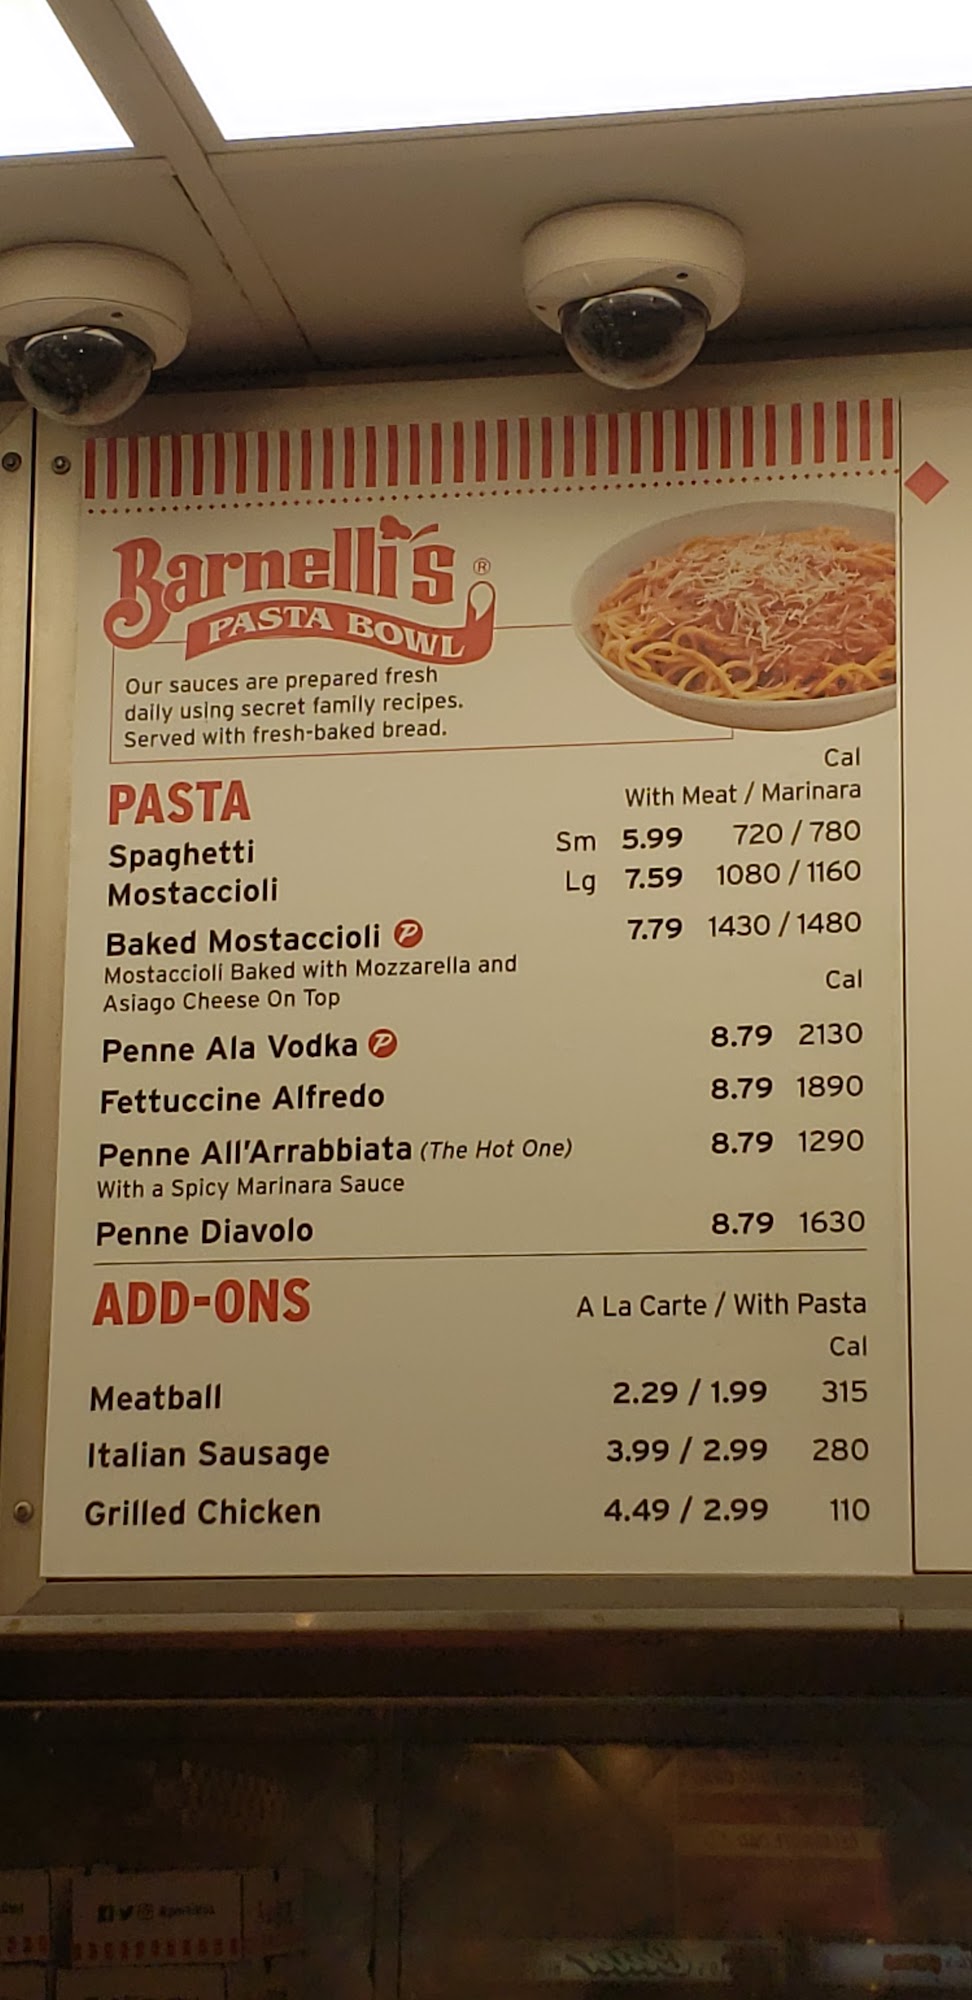 Barnelli's ®
PASTA BOWL
Our sauces are prepared fresh
daily using secret family recipes.
Served with fresh-baked bread.
Cal
PASTA With Meat / Marinara
Spaghetti Sm 5.99 720 / 780
Mostaccioli Lg 7.59 1080 / 1160
Baked Mostaccioli P 7.79 1430 / 1480
Mostaccioli Baked with Mozzarella and
Asiago Cheese On Top
Cal
Penne Ala Vodka P 8.79 2130
Fettuccine Alfredo 8.79 1890
Penne All'Arrabbiata (The Hot One) 8.79 1290
With a Spicy Marinara Sauce
Penne Diavolo 8.79 1630
ADD-ONS A La Carte / With Pasta
Cal
Meatball 2.29 / 1.99 315
Italian Sausage 3.99 / 2.99 280
Grilled Chicken 4.49 / 2.99 110